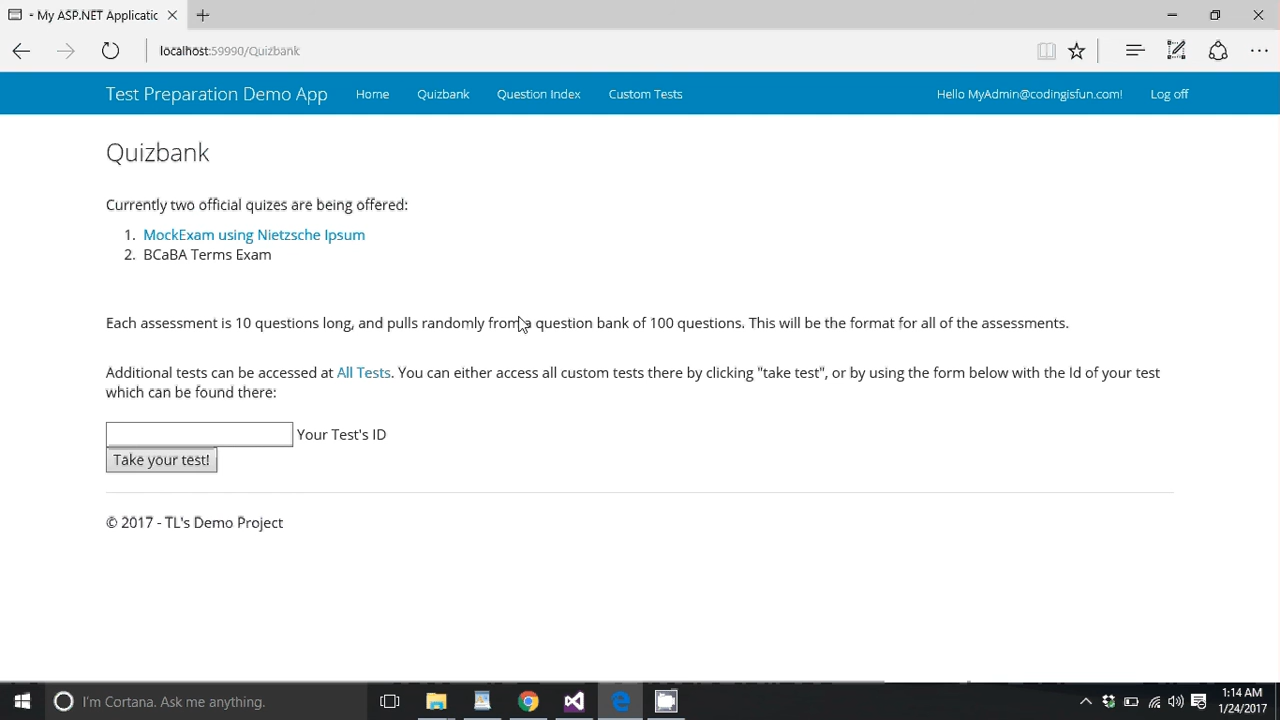 - My ASP.NET Applicatic
localhost:59990/Quizbank
Test Preparation Demo App Home Quizbank Question Index Custom Tests Hello MyAdmin@codingisfun.com! Log off
Quizbank
Currently two official quizes are being offered:
1. MockExam using Nietzsche Ipsum
2. BCaBA Terms Exam
Each assessment is 10 questions long, and pulls randomly from a question bank of 100 questions. This will be the format for all of the assessments.
Additional tests can be accessed at All Tests. You can either access all custom tests there by clicking "take test", or by using the form below with the Id of your test
which can be found there:
Your Test's ID
Take your test!
© 2017 - TL's Demo Project
I'm Cortana. Ask me anything.
1:14 AM
1/24/2017